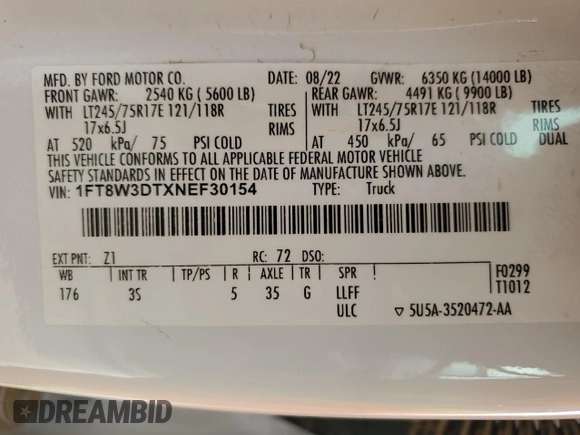 MFD. BY FORD MOTOR CO. DATE: 08/22 GVWR: 6350 KG (14000 LB)
FRONT GAWR: 2540 KG ( 5600 LB) REAR GAWR: 4491 KG ( 9900 LB)
WITH LT245/75R17E 121/118R TIRES WITH LT245/75R17E 121/118R TIRES
17x6.5J RIMS 17x6.5J RIMS
AT 520 kPa/ 75 PSI COLD AT 450 kPa/ 65 PSI COLD DUAL
THIS VEHICLE CONFORMS TO ALL APPLICABLE FEDERAL MOTOR VEHICLE
SAFETY STANDARDS IN EFFECT ON THE DATE OF MANUFACTURE SHOWN ABOVE.
VIN: 1FT8W3DTXNEF30154 TYPE: Truck
EXT PNT: Z1 RC: 72 DSO:
WB INT TR TP/PS R AXLE TR SPR F0299
176 3S 5 35 G LLFF T1012
ULC ▽ 5U5A-3520472-AA
DREAMBID